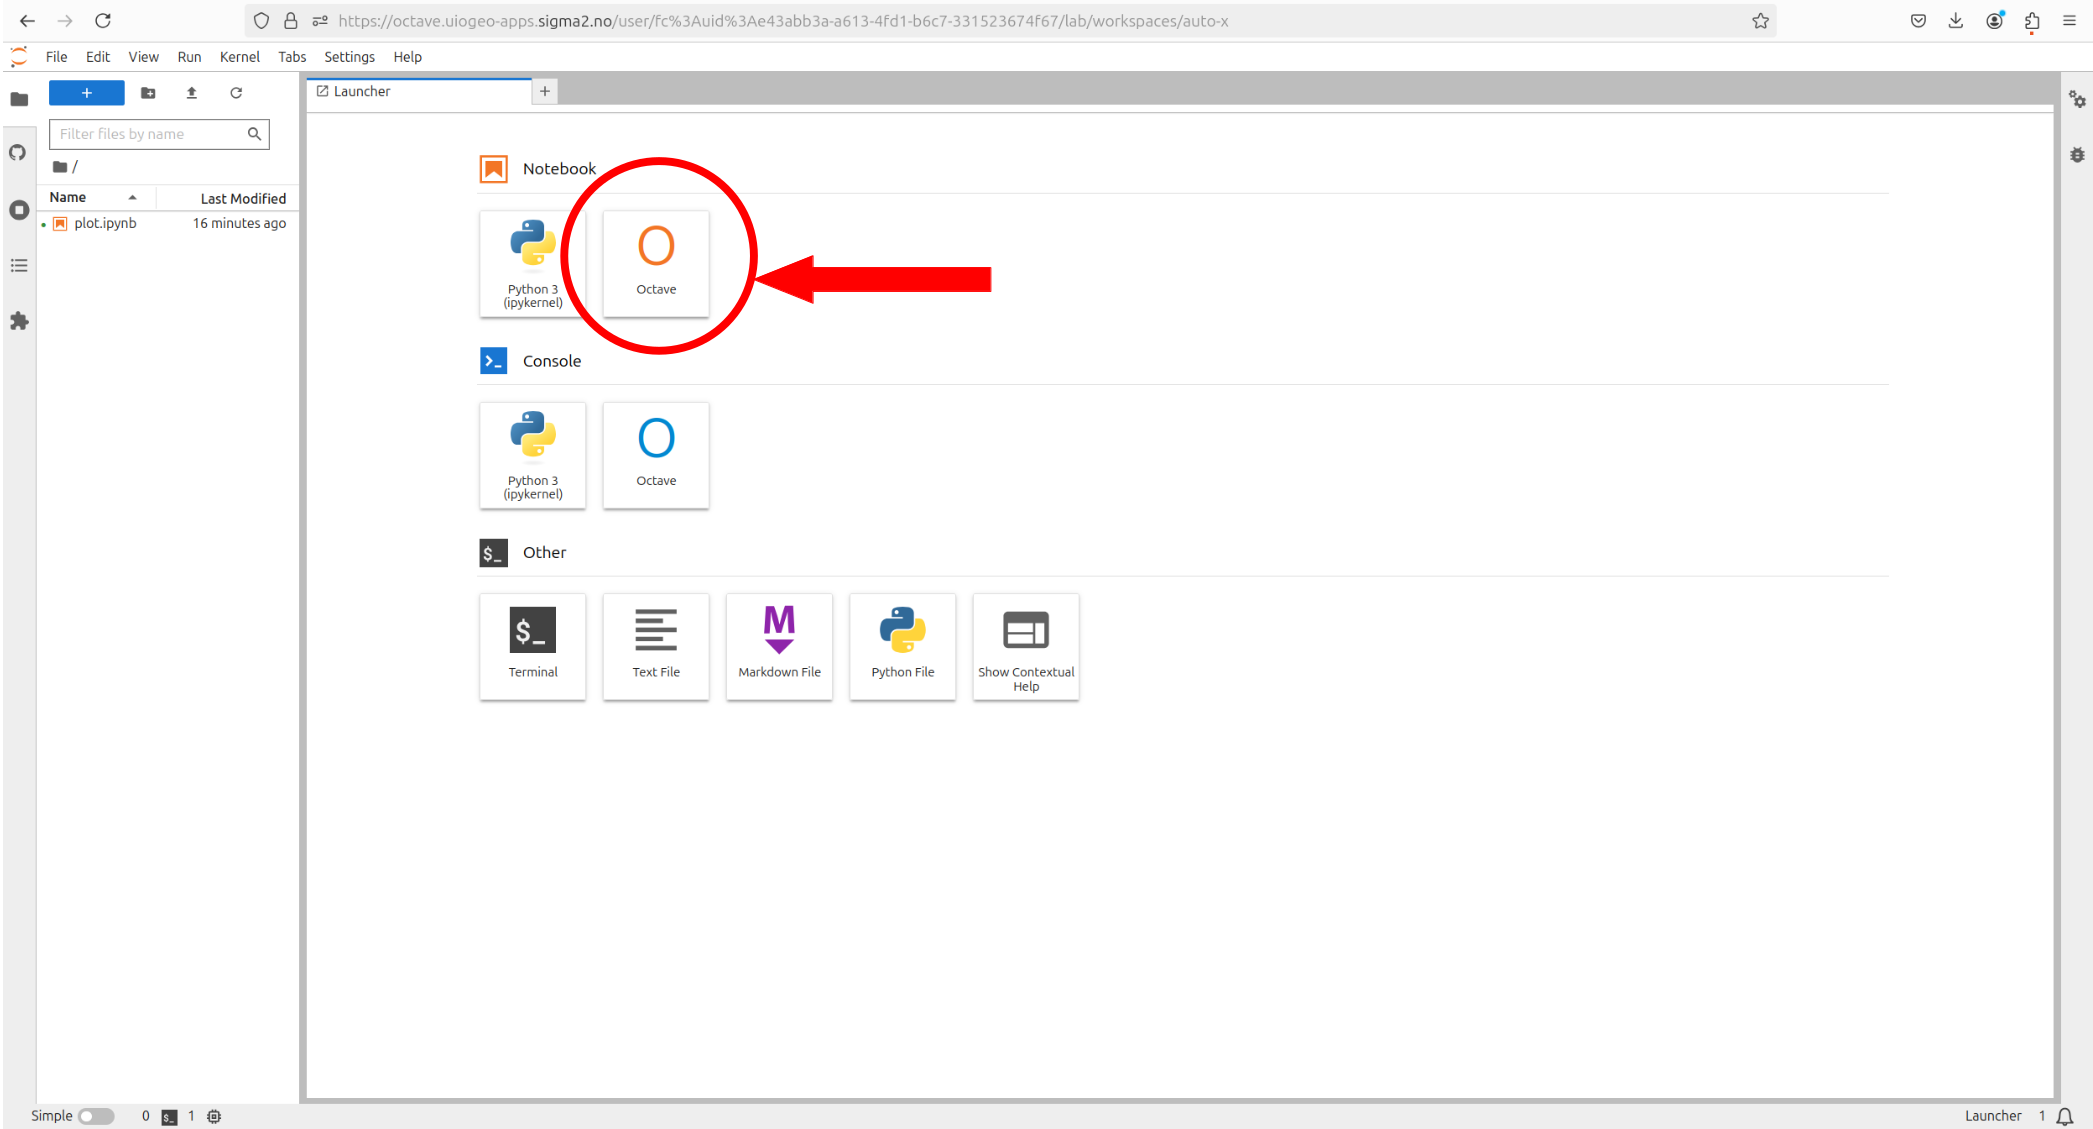 https://octave.uiogeo-apps.sigma2.no/user/fc%3Auid%3Ae43abb3a-a613-4fd1-b6c7-331523674f67/lab/workspaces/auto-x
File Edit View Run Kernel Tabs Settings Help
+
Launcher
+
Filter files by name
/
Name Last Modified
plot.ipynb 16 minutes ago
Notebook
O
Python 3
(ipykernel)
Octave
>_ Console
O
Python 3
(ipykernel)
Octave
$_ Other
$_
M
Terminal
Text File
Markdown File
Python File
Show Contextual
Help
Simple 0 $_ 1
Launcher 1